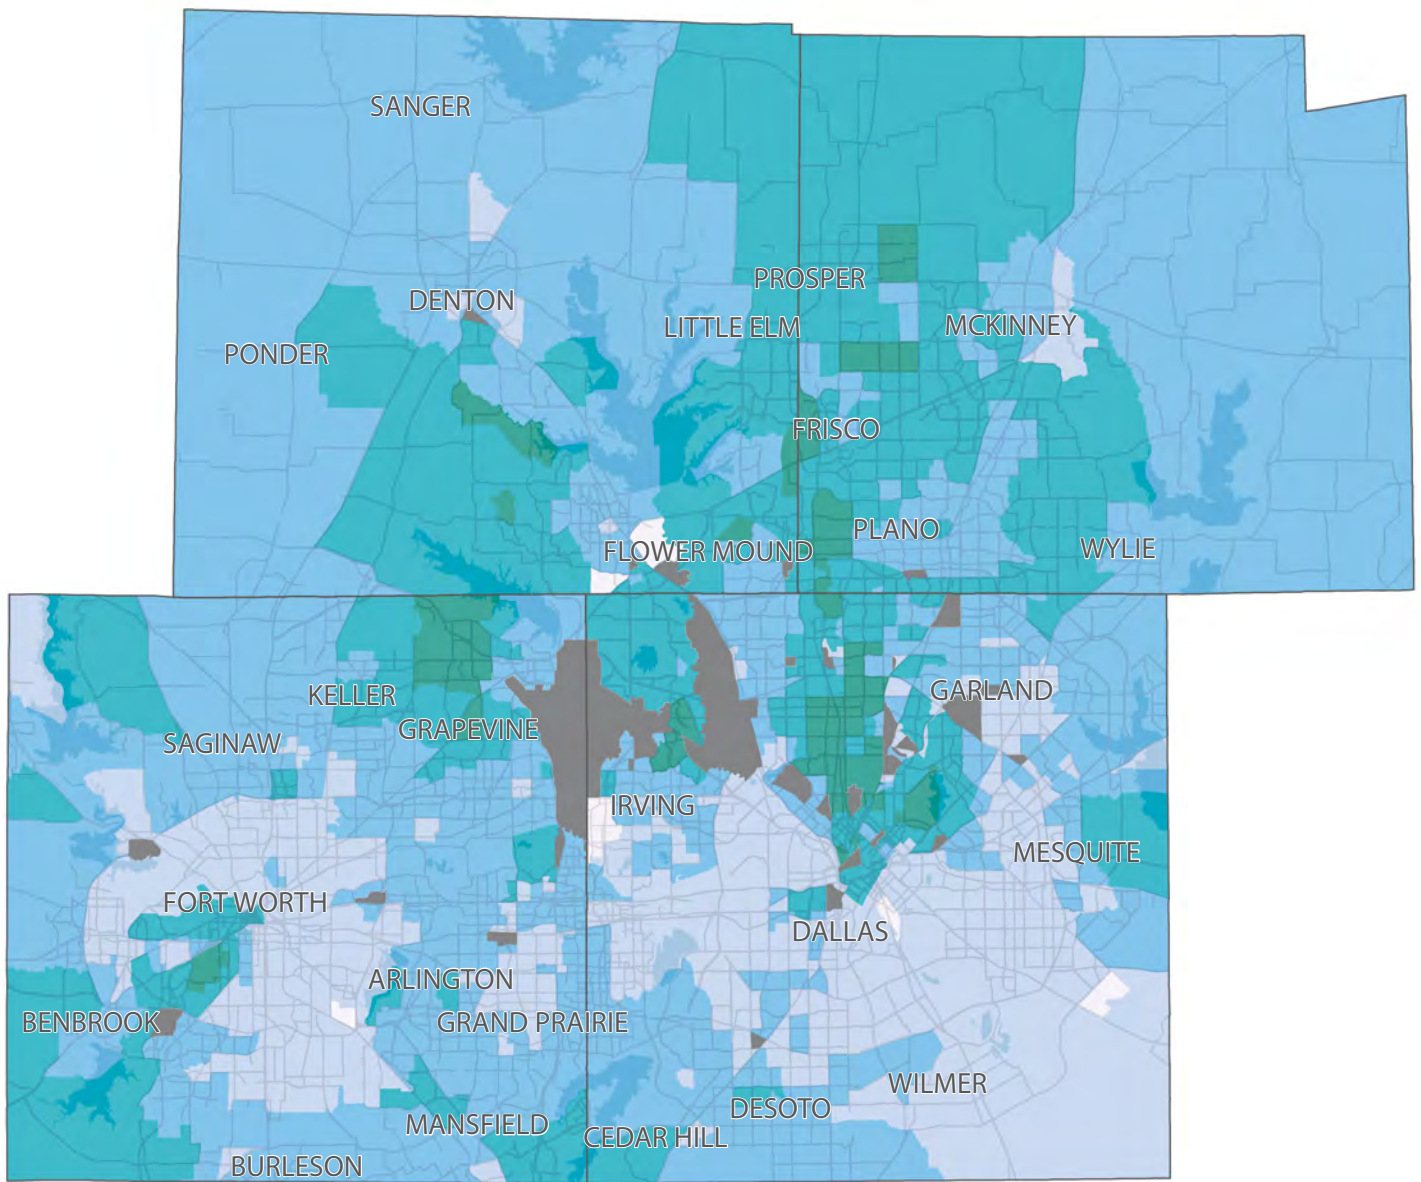 SANGER
PROSPER
DENTON
LITTLE ELM
MCKINNEY
PONDER
FRISCO
PLANO
FLOWER MOUND
WYLIE
KELLER
GARLAND
GRAPEVINE
SAGINAW
IRVING
MESQUITE
FORT WORTH
DALLAS
ARLINGTON
BENBROOK
GRAND PRAIRIE
WILMER
DESOTO
MANSFIELD
CEDAR HILL
BURLESON